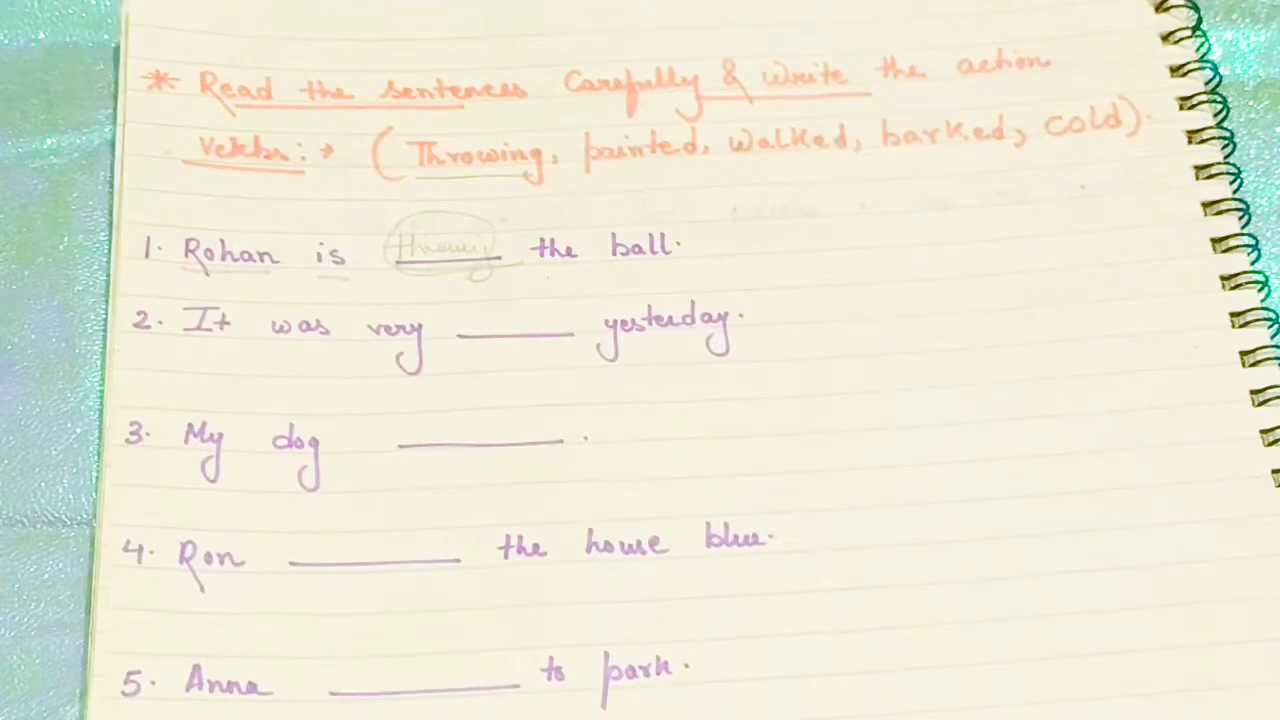 * Read the sentences Carefully & Write the action
verbs:→ (Throwing, painted, walked, barked, cold).
1. Rohan is ______ the ball.
2. It was very ______ yesterday.
3. My dog ______.
4. Ron ______ the house blue.
5. Anna ______ to park.